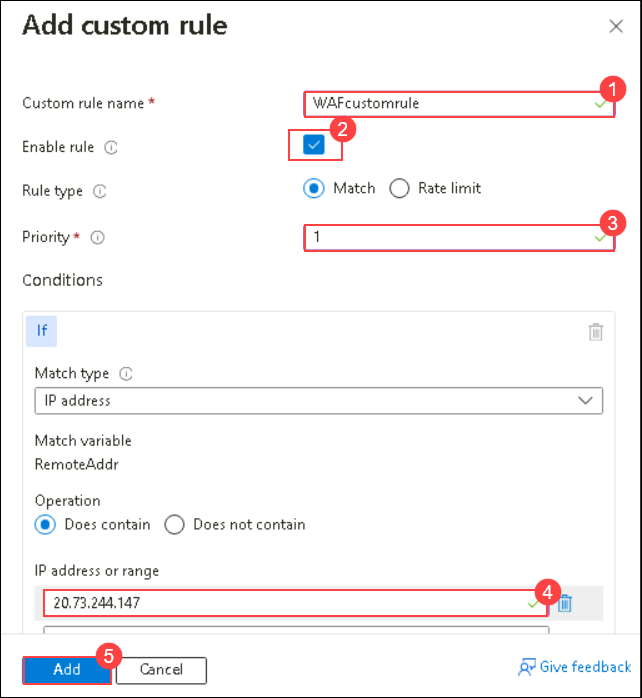 Add custom rule
Custom rule name * WAFcustomrule 1
Enable rule 2
Rule type Match Rate limit
Priority * 1 3
Conditions
If
Match type
IP address
Match variable
RemoteAddr
Operation
Does contain Does not contain
IP address or range
20.73.244.147 4
Add 5 Cancel Give feedback